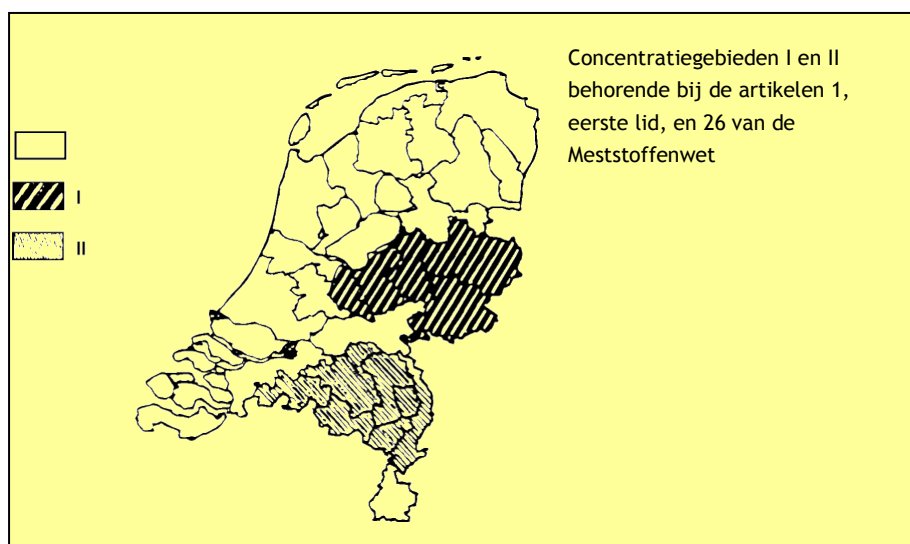 Concentratiegebieden I en II
behorende bij de artikelen 1,
eerste lid, en 26 van de
Meststoffenwet
I
II